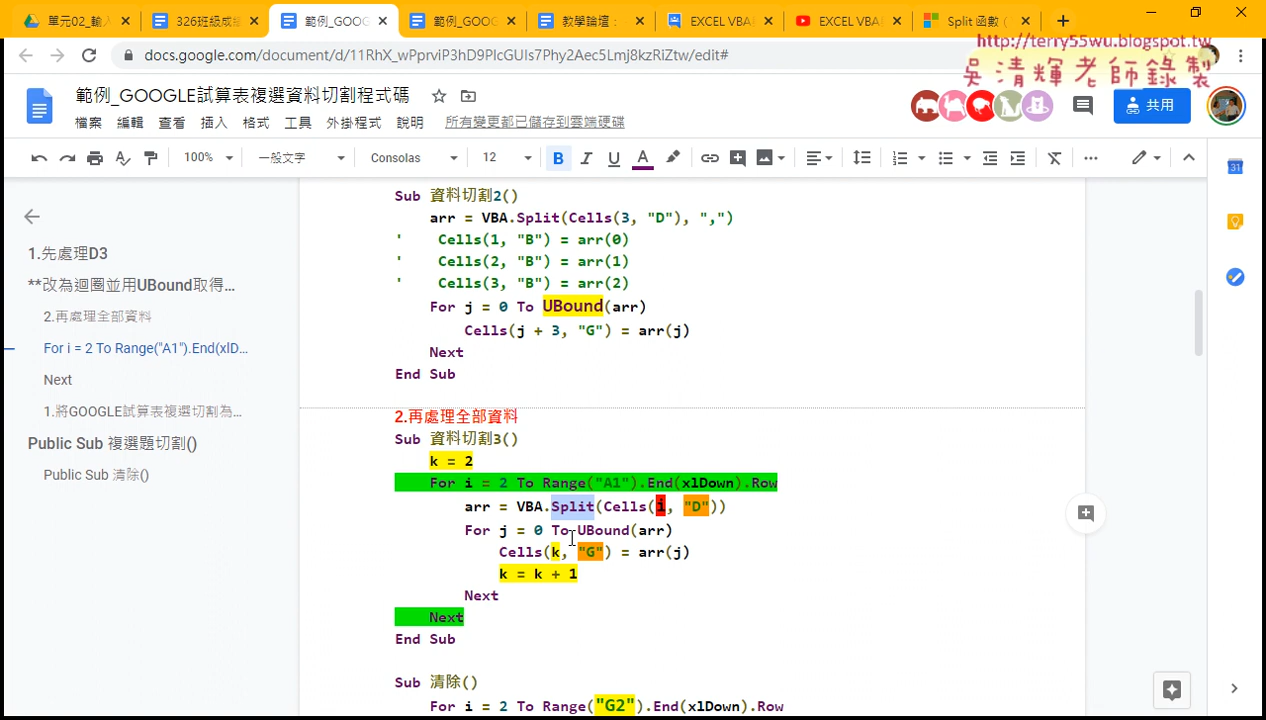 單元02_輸入
326班級成績
範例_GOOG
範例_GOOG
教學論壇：
EXCEL VBA
EXCEL VBA
Split 函數 (
docs.google.com/document/d/11RhX_wPprviP3hD9PlcGUIs7Phy2Aec5Lmj8kzRiZtw/edit#
http://terry55wu.blogspot.tw
吳清輝老師錄製
範例_GOOGLE試算表複選資料切割程式碼
檔案 編輯 查看 插入 格式 工具 外掛程式 說明 所有變更都已儲存到雲端硬碟
共用
100% 一般文字 Consolas 12 B I U A
31
1.先處理D3
**改為迴圈並用UBound取得...
2.再處理全部資料
For i = 2 To Range("A1").End(xlD...
Next
1.將GOOGLE試算表複選切割為...
Public Sub 複選題切割()
Public Sub 清除()
Sub 資料切割2()
arr = VBA.Split(Cells(3, "D"), ",")
' Cells(1, "B") = arr(0)
' Cells(2, "B") = arr(1)
' Cells(3, "B") = arr(2)
For j = 0 To UBound(arr)
Cells(j + 3, "G") = arr(j)
Next
End Sub
2.再處理全部資料
Sub 資料切割3()
k = 2
For i = 2 To Range("A1").End(xlDown).Row
arr = VBA.Split(Cells(i, "D"))
For j = 0 To UBound(arr)
Cells(k, "G") = arr(j)
k = k + 1
Next
Next
End Sub
Sub 清除()
For i = 2 To Range("G2").End(xlDown).Row